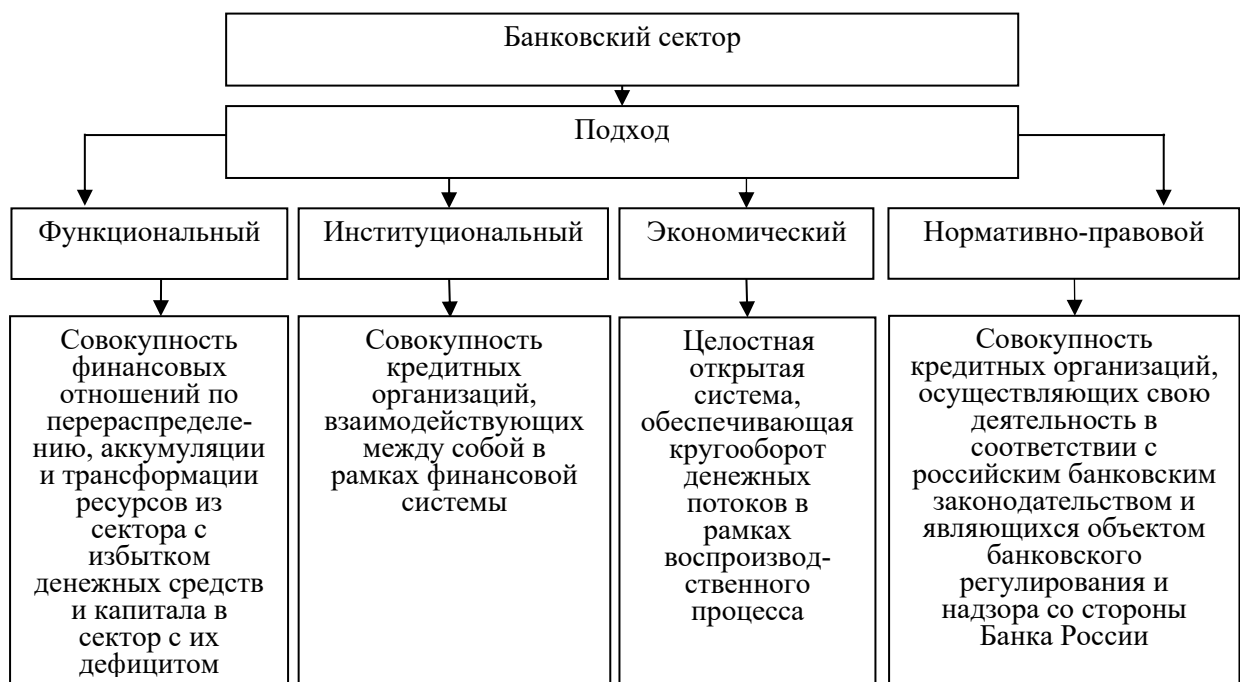 Банковский сектор
Подход
Функциональный
Институциональный
Экономический
Нормативно-правовой
Совокупность
финансовых
отношений по
перераспределе-
нию, аккумуляции
и трансформации
ресурсов из
сектора с
избытком
денежных средств
и капитала в
сектор с их
дефицитом
Совокупность
кредитных
организаций,
взаимодействующих
между собой в
рамках финансовой
системы
Целостная
открытая
система,
обеспечивающая
кругооборот
денежных
потоков в
рамках
воспроизвод-
ственного
процесса
Совокупность
кредитных организаций,
осуществляющих свою
деятельность в
соответствии с
российским банковским
законодательством и
являющихся объектом
банковского
регулирования и
надзора со стороны
Банка России